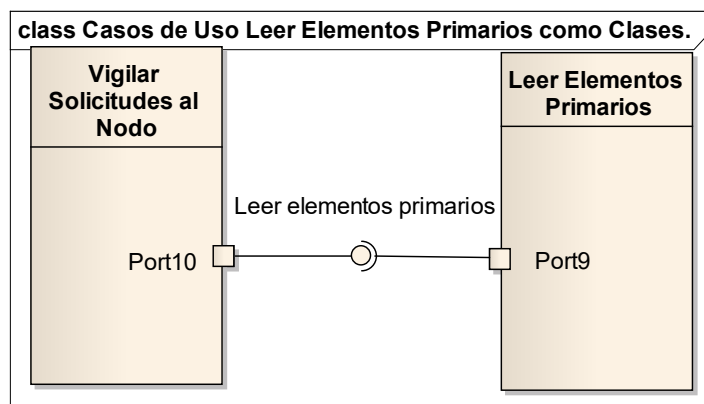 class Casos de Uso Leer Elementos Primarios como Clases.
Vigilar
Solicitudes al
Nodo
Leer Elementos
Primarios
Leer elementos primarios
Port10
Port9